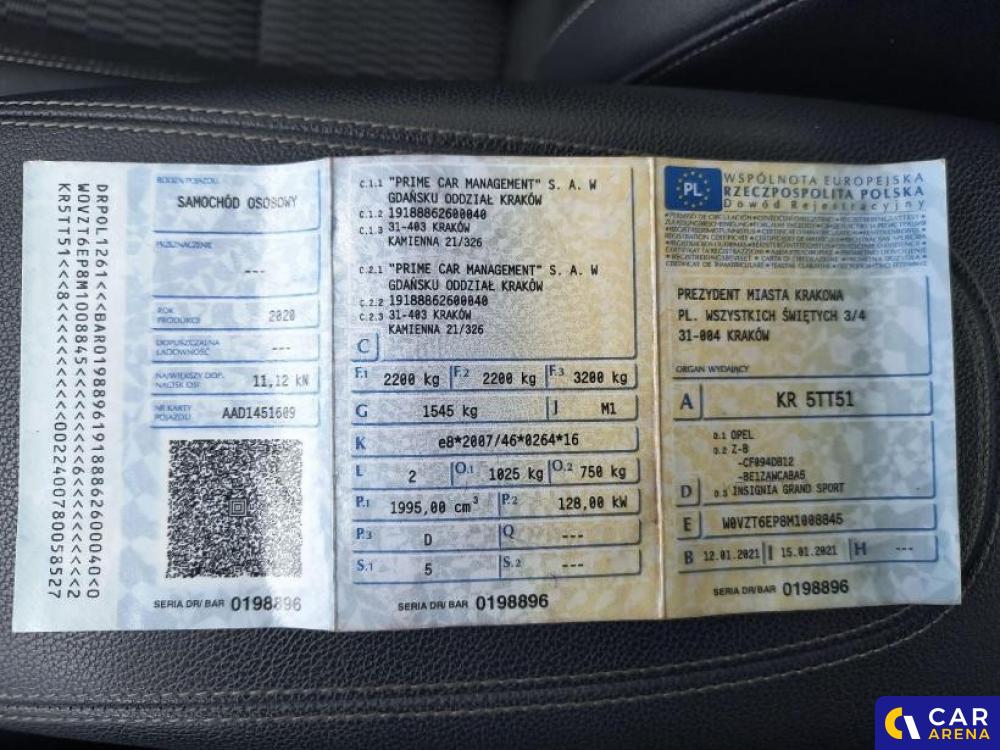 DRPOL1261<<BAR019889619188862600040<0
W0VZT6EP8M1008845<<<<<<<6<<<<<<<<<<<2
KR5TT51<<8<<<<<<<<<<<<<0022400780058527
RODZAJ POJAZDU
SAMOCHÓD OSOBOWY
PRZEZNACZENIE
---
ROK PRODUKCJI 2020
DOPUSZCZALNA ŁADOWNOŚĆ ---
NAJWIĘKSZY DOP. NACISK OSI 11,12 kN
NR KARTY POJAZDU AAD1451609
SERIA DR/BAR 0198896
C.1.1 "PRIME CAR MANAGEMENT" S. A. W
GDAŃSKU ODDZIAŁ KRAKÓW
C.1.2 19188862600040
C.1.3 31-403 KRAKÓW
KAMIENNA 21/326
C.2.1 "PRIME CAR MANAGEMENT" S. A. W
GDAŃSKU ODDZIAŁ KRAKÓW
C.2.2 19188862600040
C.2.3 31-403 KRAKÓW
KAMIENNA 21/326
C
F.1 2200 kg F.2 2200 kg F.3 3200 kg
G 1545 kg J M1
K e8*2007/46*0264*16
L 2 O.1 1025 kg O.2 750 kg
P.1 1995,00 cm³ P.2 128,00 kW
P.3 D Q ---
S.1 5 S.2 ---
SERIA DR/BAR 0198896
PL
WSPÓLNOTA EUROPEJSKA
RZECZPOSPOLITA POLSKA
Dowód Rejestracyjny
PREZYDENT MIASTA KRAKOWA
PL. WSZYSTKICH ŚWIĘTYCH 3/4
31-004 KRAKÓW
ORGAN WYDAJĄCY
A KR 5TT51
D.1 OPEL
D.2 Z-B
-CF094DB12
-BE1ZAWCABA5
D D.3 INSIGNIA GRAND SPORT
E W0VZT6EP8M1008845
B 12.01.2021 I 15.01.2021 H ---
SERIA DR/BAR 0198896
CAR
ARENA